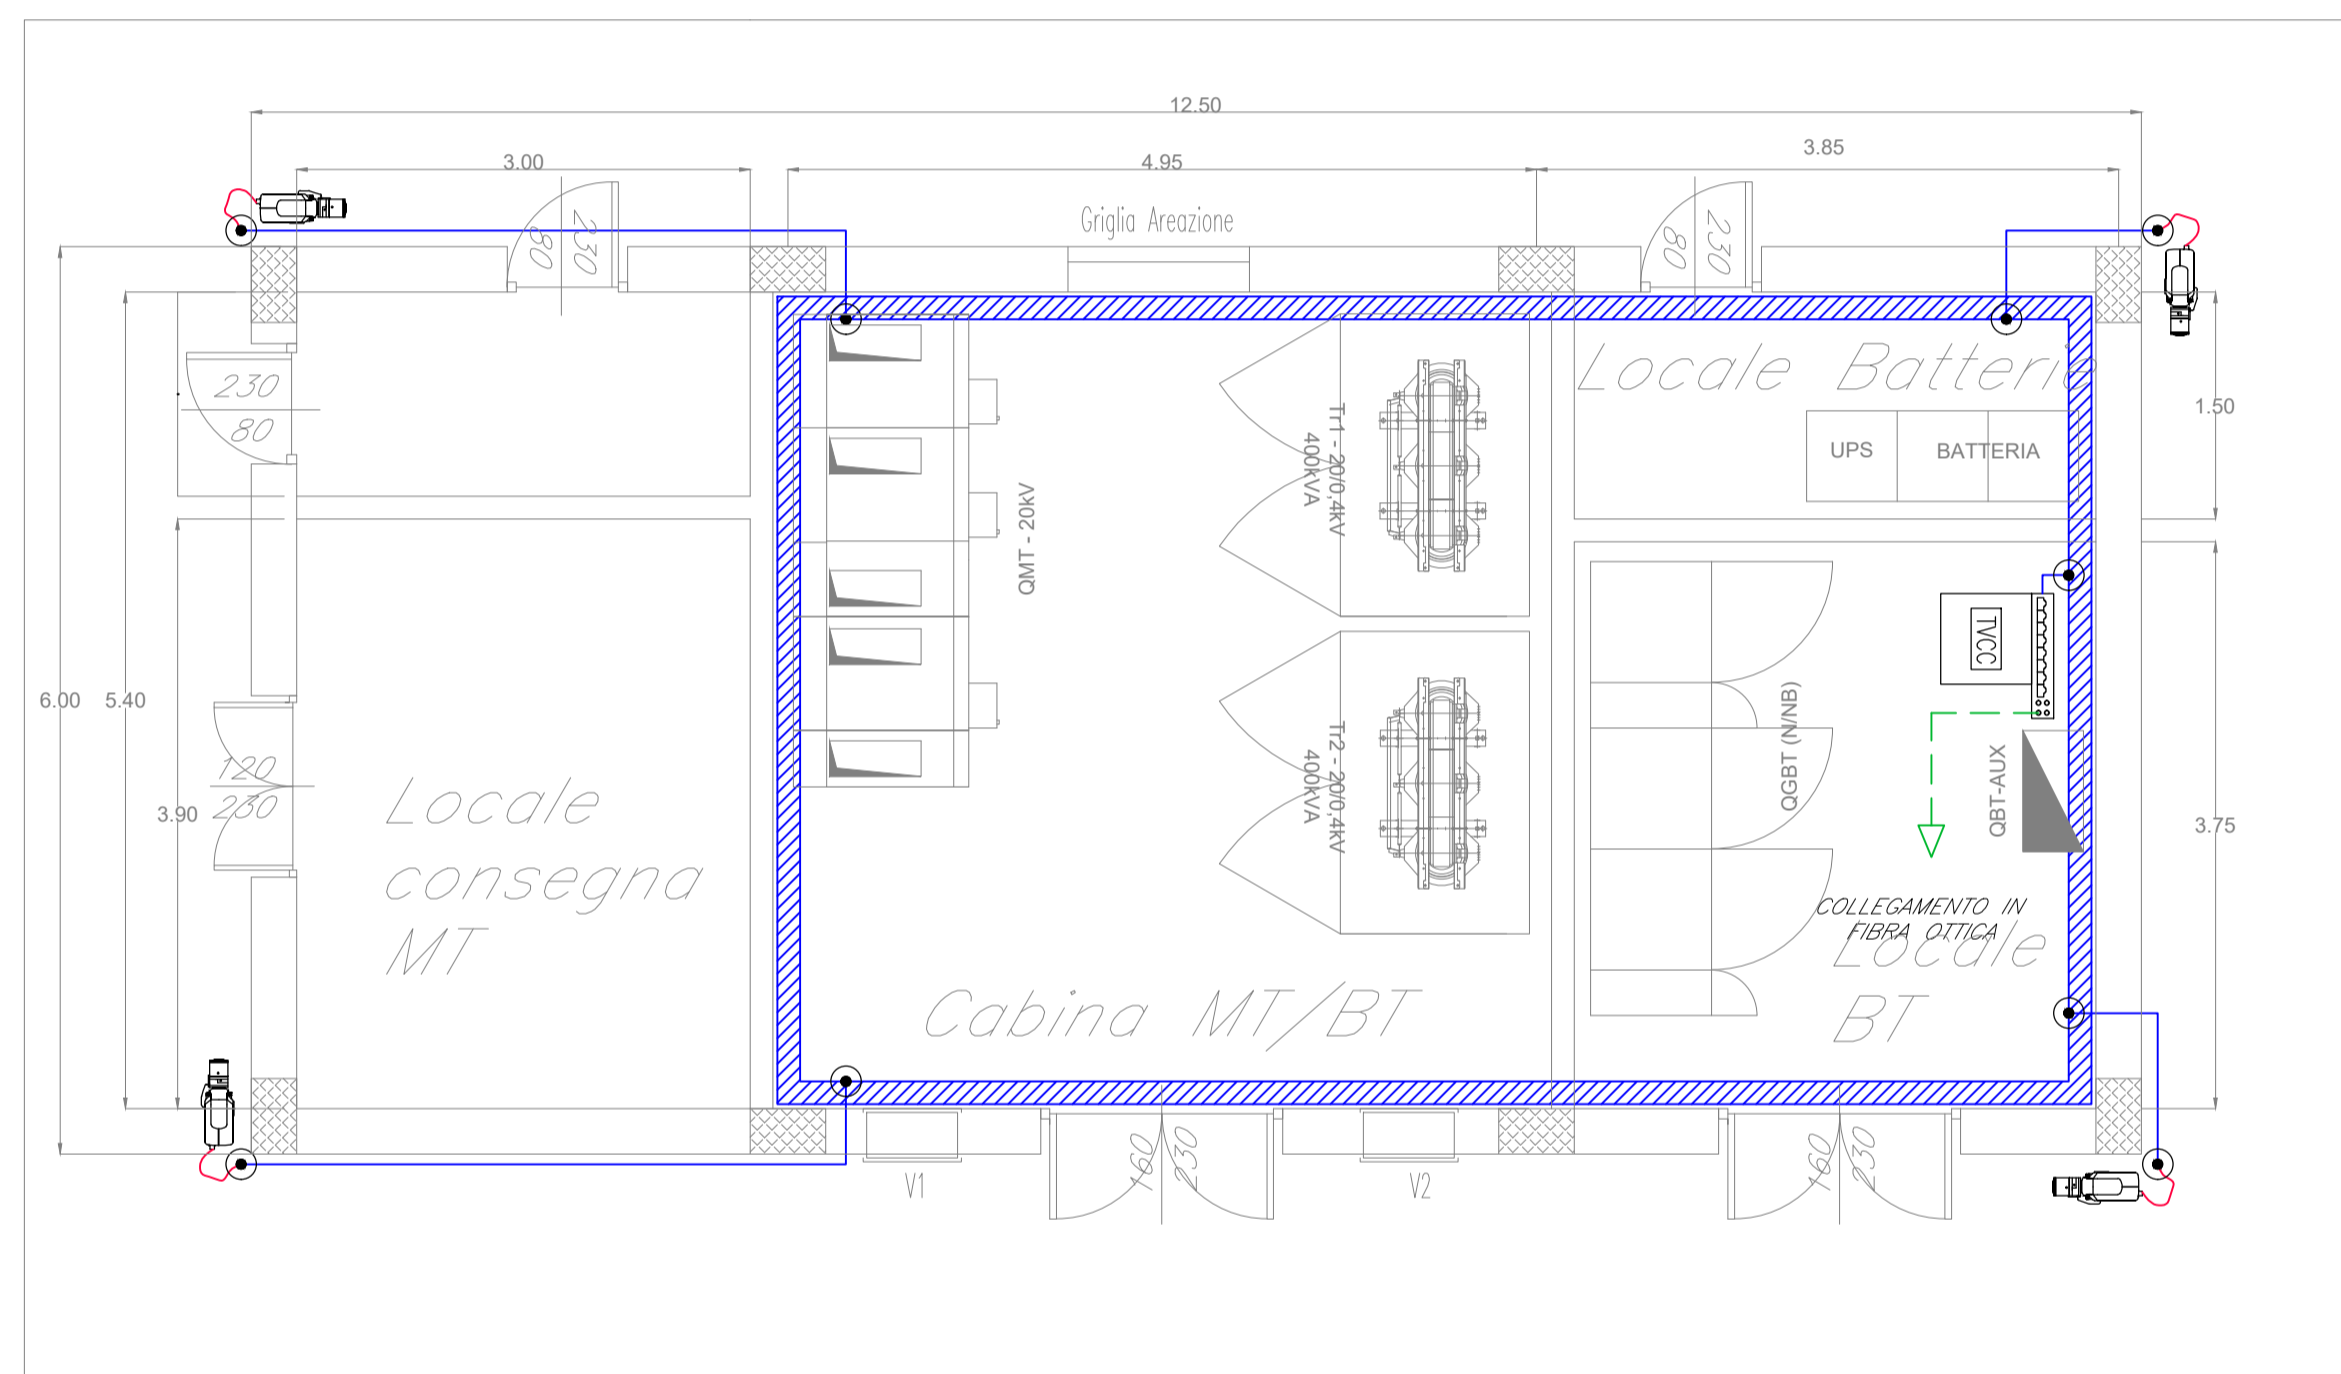 12.50
3.00
4.95
3.85
Griglia Areazione
80
230
80
230
230
80
Locale Batterie
1.50
UPS
BATTERIA
Tr1 - 20/0,4kV
400kVA
QMT - 20kV
TVCC
6.00
5.40
3.90
120
230
Locale
consegna
MT
Tr2 - 20/0,4kV
400kVA
QGBT (N/NB)
QBT-AUX
3.75
COLLEGAMENTO IN
FIBRA OTTICA
Locale
BT
Cabina MT/BT
V1
160
230
V2
160
230